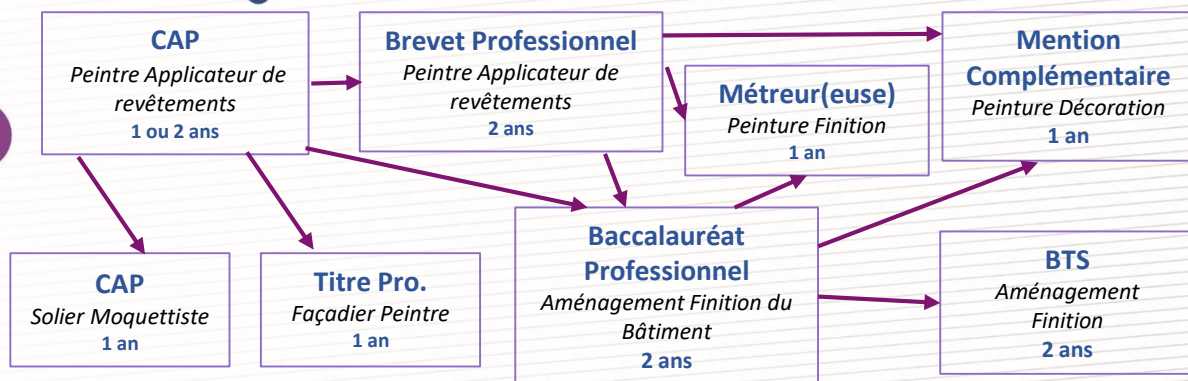 CAP
Peintre Applicateur de
revêtements
1 ou 2 ans
Brevet Professionnel
Peintre Applicateur de
revêtements
2 ans
Métreur(euse)
Peinture Finition
1 an
Mention
Complémentaire
Peinture Décoration
1 an
CAP
Solier Moquettiste
1 an
Titre Pro.
Façadier Peintre
1 an
Baccalauréat
Professionnel
Aménagement Finition du
Bâtiment
2 ans
BTS
Aménagement
Finition
2 ans